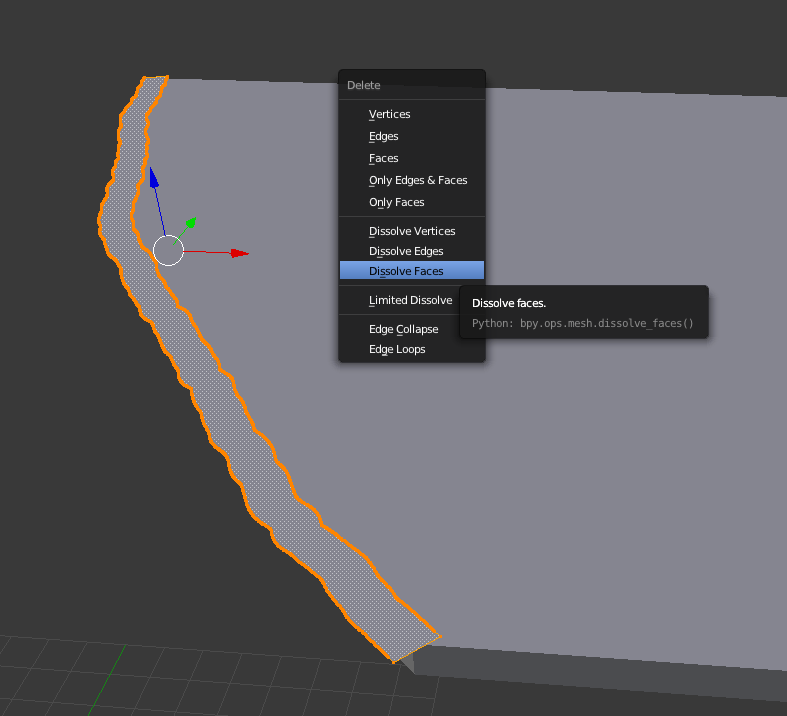 Delete
Vertices
Edges
Faces
Only Edges & Faces
Only Faces
Dissolve Vertices
Dissolve Edges
Dissolve Faces
Limited Dissolve
Dissolve faces.
Python: bpy.ops.mesh.dissolve_faces()
Edge Collapse
Edge Loops